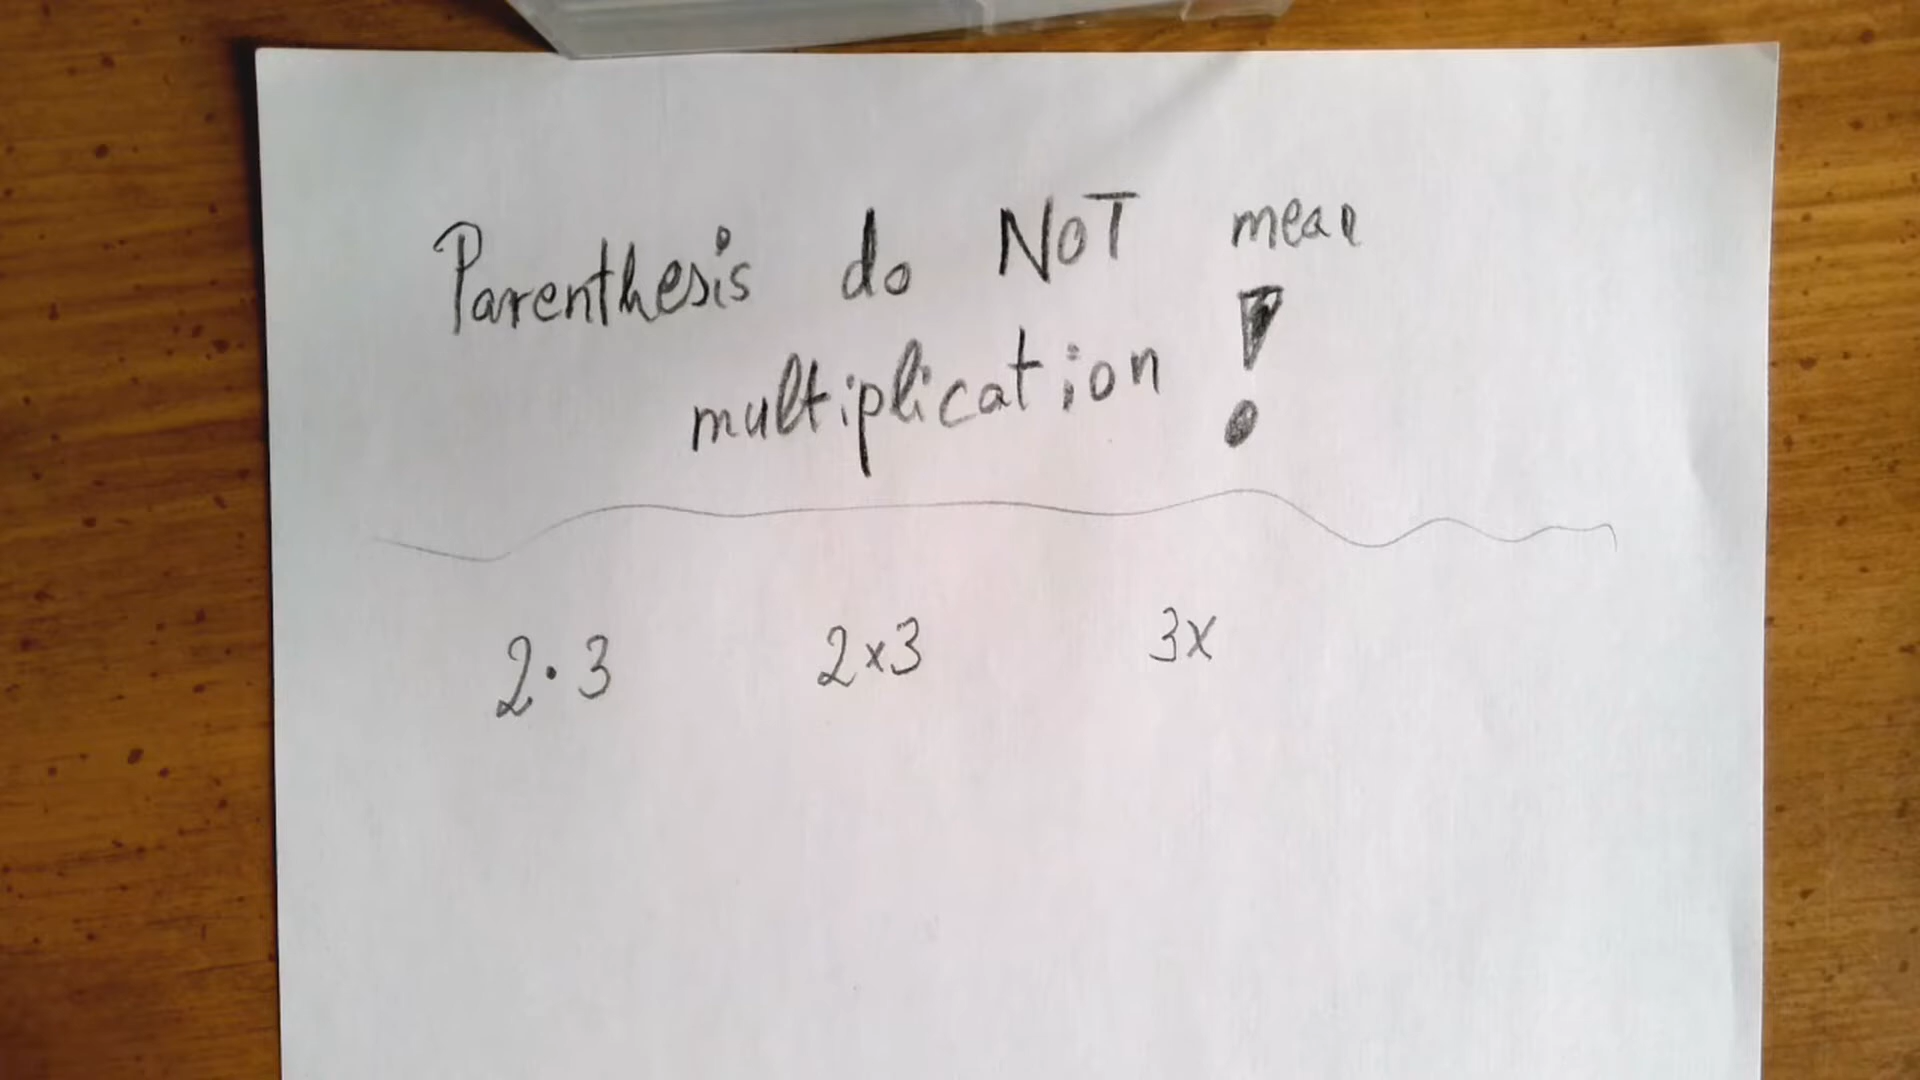 Parenthesis do NOT mean
multiplication !
2 · 3 2×3 3x